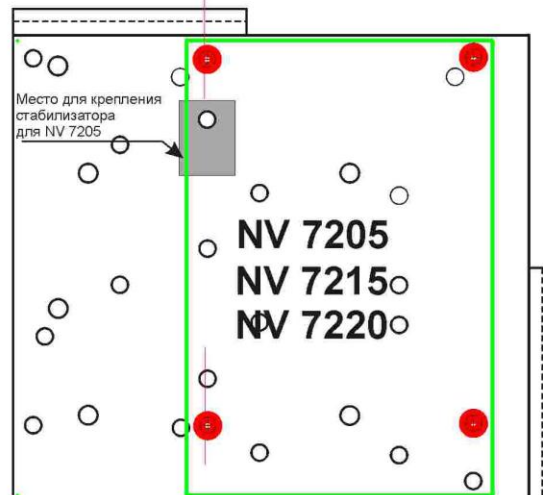 Место для крепления
стабилизатора
для NV 7205
NV 7205
NV 7215
NV 7220